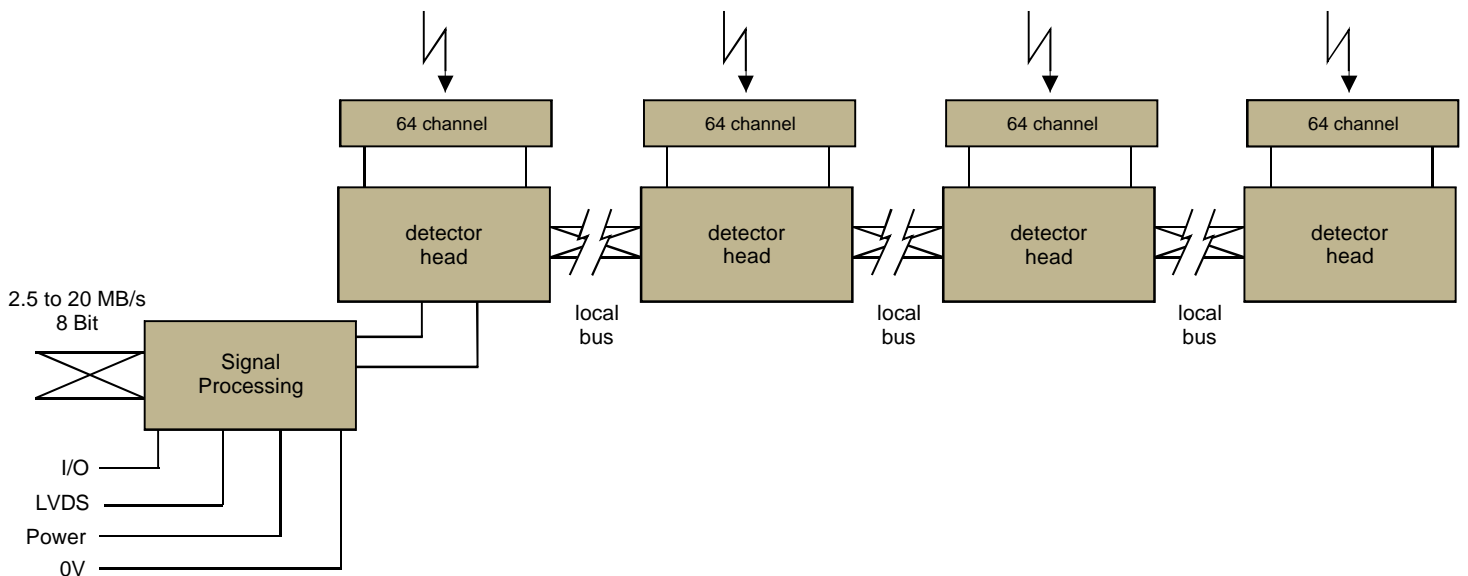 64 channel
64 channel
64 channel
64 channel
detector
head
detector
head
detector
head
detector
head
local
bus
local
bus
local
bus
2.5 to 20 MB/s
8 Bit
Signal
Processing
I/O
LVDS
Power
0V